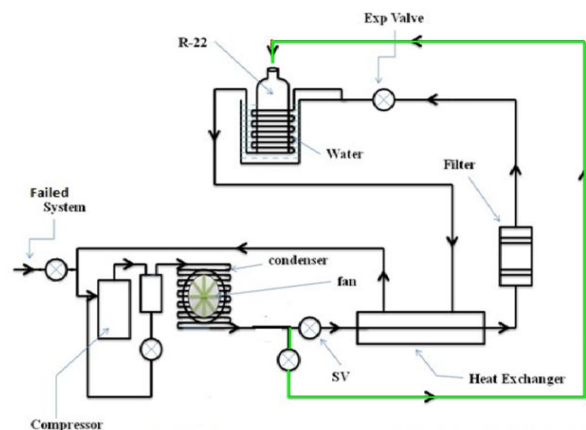 Exp Valve
R-22
Water
Filter
Failed
System
condenser
fan
SV
Heat Exchanger
Compressor